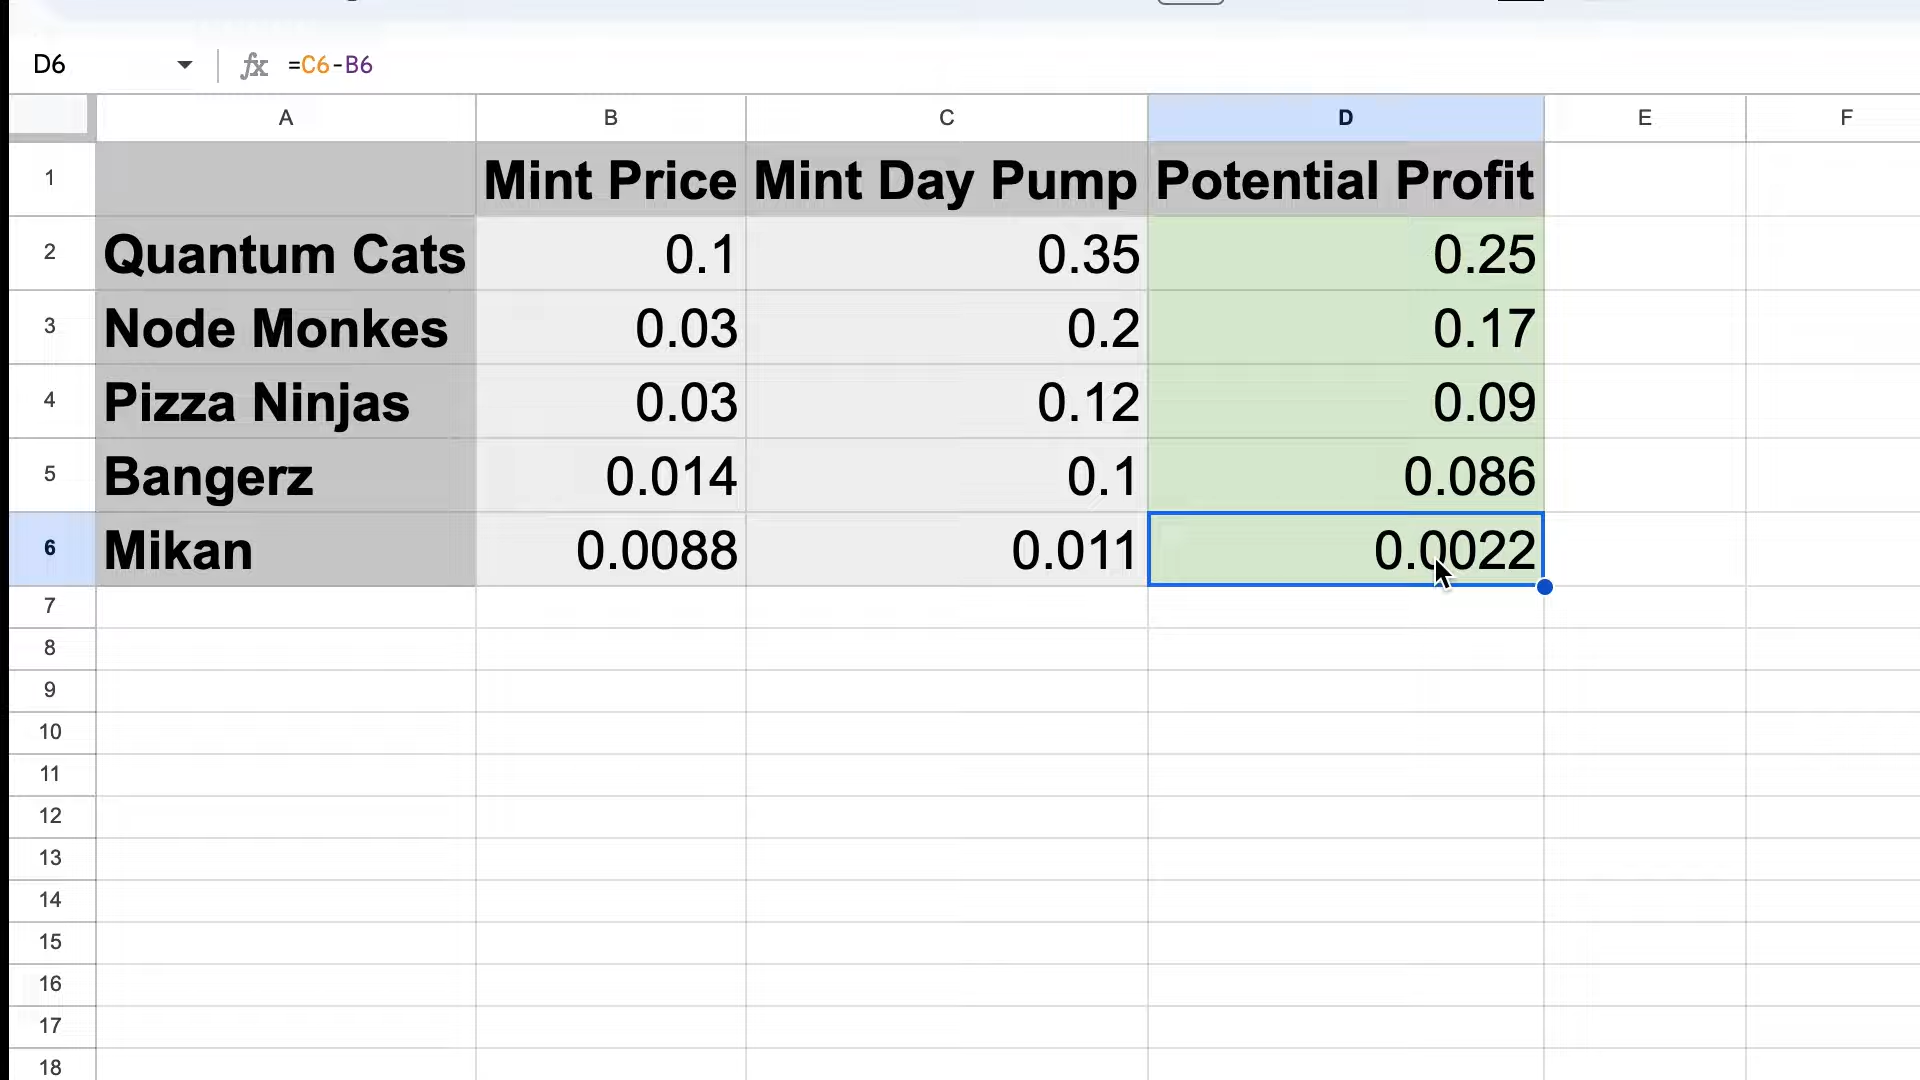 D6 fx =C6-B6
A B C D E F
1 Mint Price Mint Day Pump Potential Profit
2 Quantum Cats 0.1 0.35 0.25
3 Node Monkes 0.03 0.2 0.17
4 Pizza Ninjas 0.03 0.12 0.09
5 Bangerz 0.014 0.1 0.086
6 Mikan 0.0088 0.011 0.0022
7
8
9
10
11
12
13
14
15
16
17
18